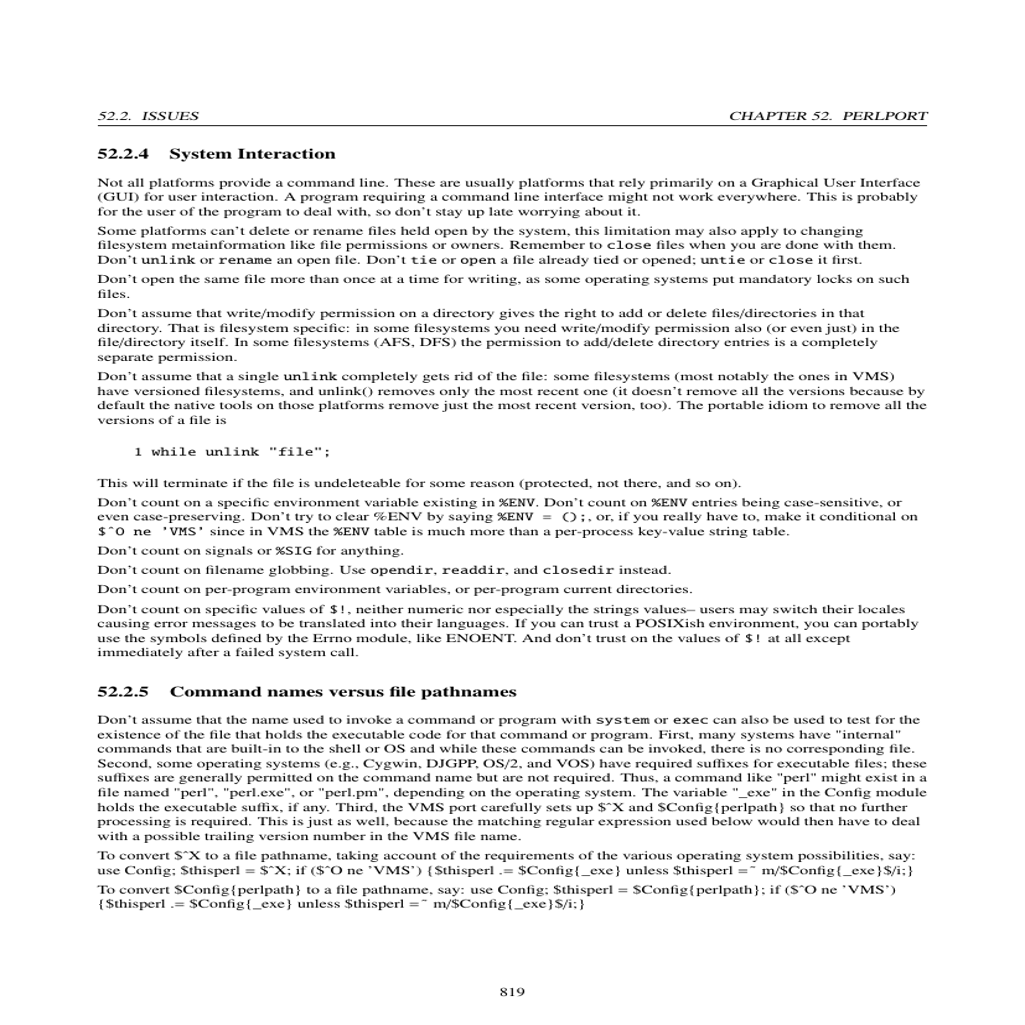 52.2. ISSUES CHAPTER 52. PERLPORT
52.2.4 System Interaction
Not all platforms provide a command line. These are usually platforms that rely primarily on a Graphical User Interface
(GUI) for user interaction. A program requiring a command line interface might not work everywhere. This is probably
for the user of the program to deal with, so don't stay up late worrying about it.
Some platforms can't delete or rename files held open by the system, this limitation may also apply to changing
filesystem metainformation like file permissions or owners. Remember to close files when you are done with them.
Don't unlink or rename an open file. Don't tie or open a file already tied or opened; untie or close it first.
Don't open the same file more than once at a time for writing, as some operating systems put mandatory locks on such
files.
Don't assume that write/modify permission on a directory gives the right to add or delete files/directories in that
directory. That is filesystem specific: in some filesystems you need write/modify permission also (or even just) in the
file/directory itself. In some filesystems (AFS, DFS) the permission to add/delete directory entries is a completely
separate permission.
Don't assume that a single unlink completely gets rid of the file: some filesystems (most notably the ones in VMS)
have versioned filesystems, and unlink() removes only the most recent one (it doesn't remove all the versions because by
default the native tools on those platforms remove just the most recent version, too). The portable idiom to remove all the
versions of a file is
1 while unlink "file";
This will terminate if the file is undeleteable for some reason (protected, not there, and so on).
Don't count on a specific environment variable existing in %ENV. Don't count on %ENV entries being case-sensitive, or
even case-preserving. Don't try to clear %ENV by saying %ENV = ();, or, if you really have to, make it conditional on
$^O ne 'VMS' since in VMS the %ENV table is much more than a per-process key-value string table.
Don't count on signals or %SIG for anything.
Don't count on filename globbing. Use opendir, readdir, and closedir instead.
Don't count on per-program environment variables, or per-program current directories.
Don't count on specific values of $!, neither numeric nor especially the strings values– users may switch their locales
causing error messages to be translated into their languages. If you can trust a POSIXish environment, you can portably
use the symbols defined by the Errno module, like ENOENT. And don't trust on the values of $! at all except
immediately after a failed system call.
52.2.5 Command names versus file pathnames
Don't assume that the name used to invoke a command or program with system or exec can also be used to test for the
existence of the file that holds the executable code for that command or program. First, many systems have "internal"
commands that are built-in to the shell or OS and while these commands can be invoked, there is no corresponding file.
Second, some operating systems (e.g., Cygwin, DJGPP, OS/2, and VOS) have required suffixes for executable files; these
suffixes are generally permitted on the command name but are not required. Thus, a command like "perl" might exist in a
file named "perl", "perl.exe", or "perl.pm", depending on the operating system. The variable "_exe" in the Config module
holds the executable suffix, if any. Third, the VMS port carefully sets up $^X and $Config{perlpath} so that no further
processing is required. This is just as well, because the matching regular expression used below would then have to deal
with a possible trailing version number in the VMS file name.
To convert $^X to a file pathname, taking account of the requirements of the various operating system possibilities, say:
use Config; $thisperl = $^X; if ($^O ne 'VMS') {$thisperl .= $Config{_exe} unless $thisperl =~ m/$Config{_exe}$/i;}
To convert $Config{perlpath} to a file pathname, say: use Config; $thisperl = $Config{perlpath}; if ($^O ne 'VMS')
{$thisperl .= $Config{_exe} unless $thisperl =~ m/$Config{_exe}$/i;}
819